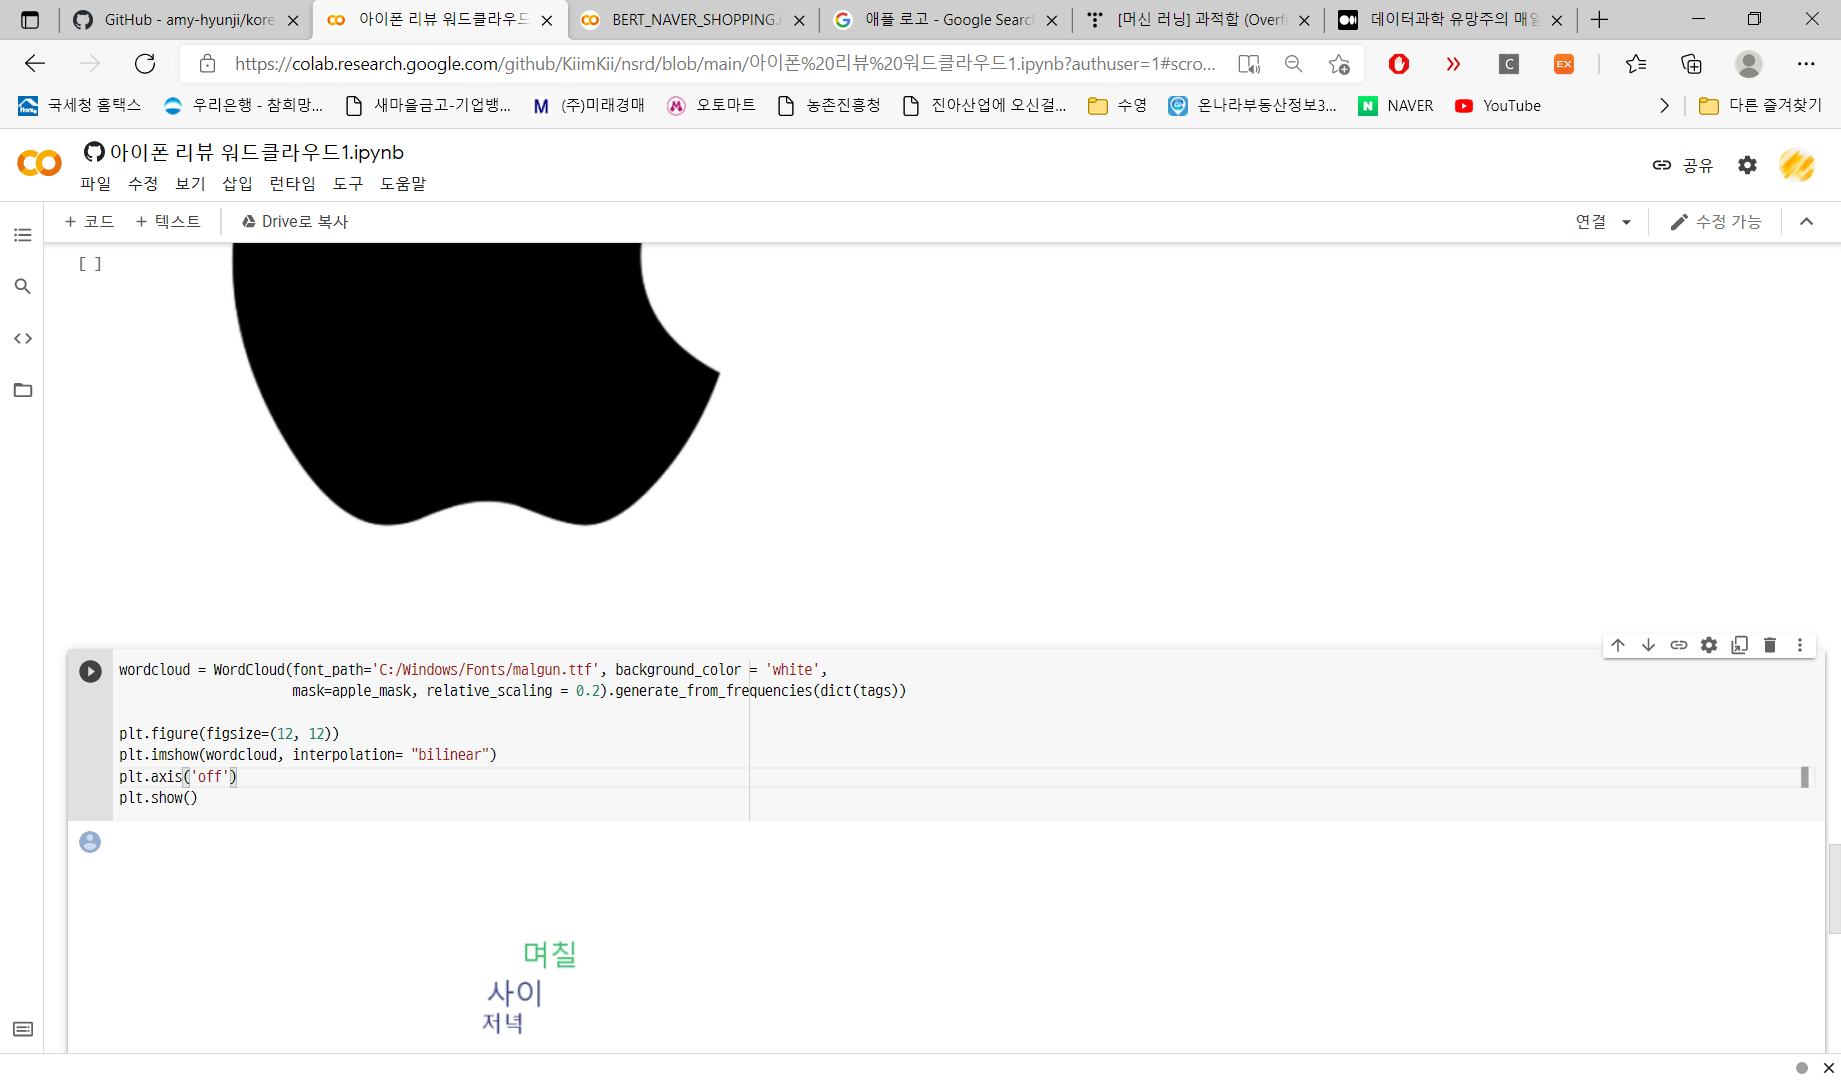 GitHub - amy-hyunji/kore
아이폰 리뷰 워드클라우드
BERT_NAVER_SHOPPING.i
애플 로고 - Google Searc
[머신 러닝] 과적합 (Overfi
데이터과학 유망주의 매일
https://colab.research.google.com/github/KiimKii/nsrd/blob/main/아이폰%20리뷰%20워드클라우드1.ipynb?authuser=1#scro...
국세청 홈택스
우리은행 - 참희망...
새마을금고-기업뱅...
(주)미래경매
오토마트
농촌진흥청
진아산업에 오신걸...
수영
온나라부동산정보3...
NAVER
YouTube
다른 즐겨찾기
아이폰 리뷰 워드클라우드1.ipynb
공유
파일 수정 보기 삽입 런타임 도구 도움말
+ 코드 + 텍스트 Drive로 복사
연결
수정 가능
[ ]
wordcloud = WordCloud(font_path='C:/Windows/Fonts/malgun.ttf', background_color = 'white',
mask=apple_mask, relative_scaling = 0.2).generate_from_frequencies(dict(tags))
plt.figure(figsize=(12, 12))
plt.imshow(wordcloud, interpolation= "bilinear")
plt.axis('off')
plt.show()
며칠
사이
저녁